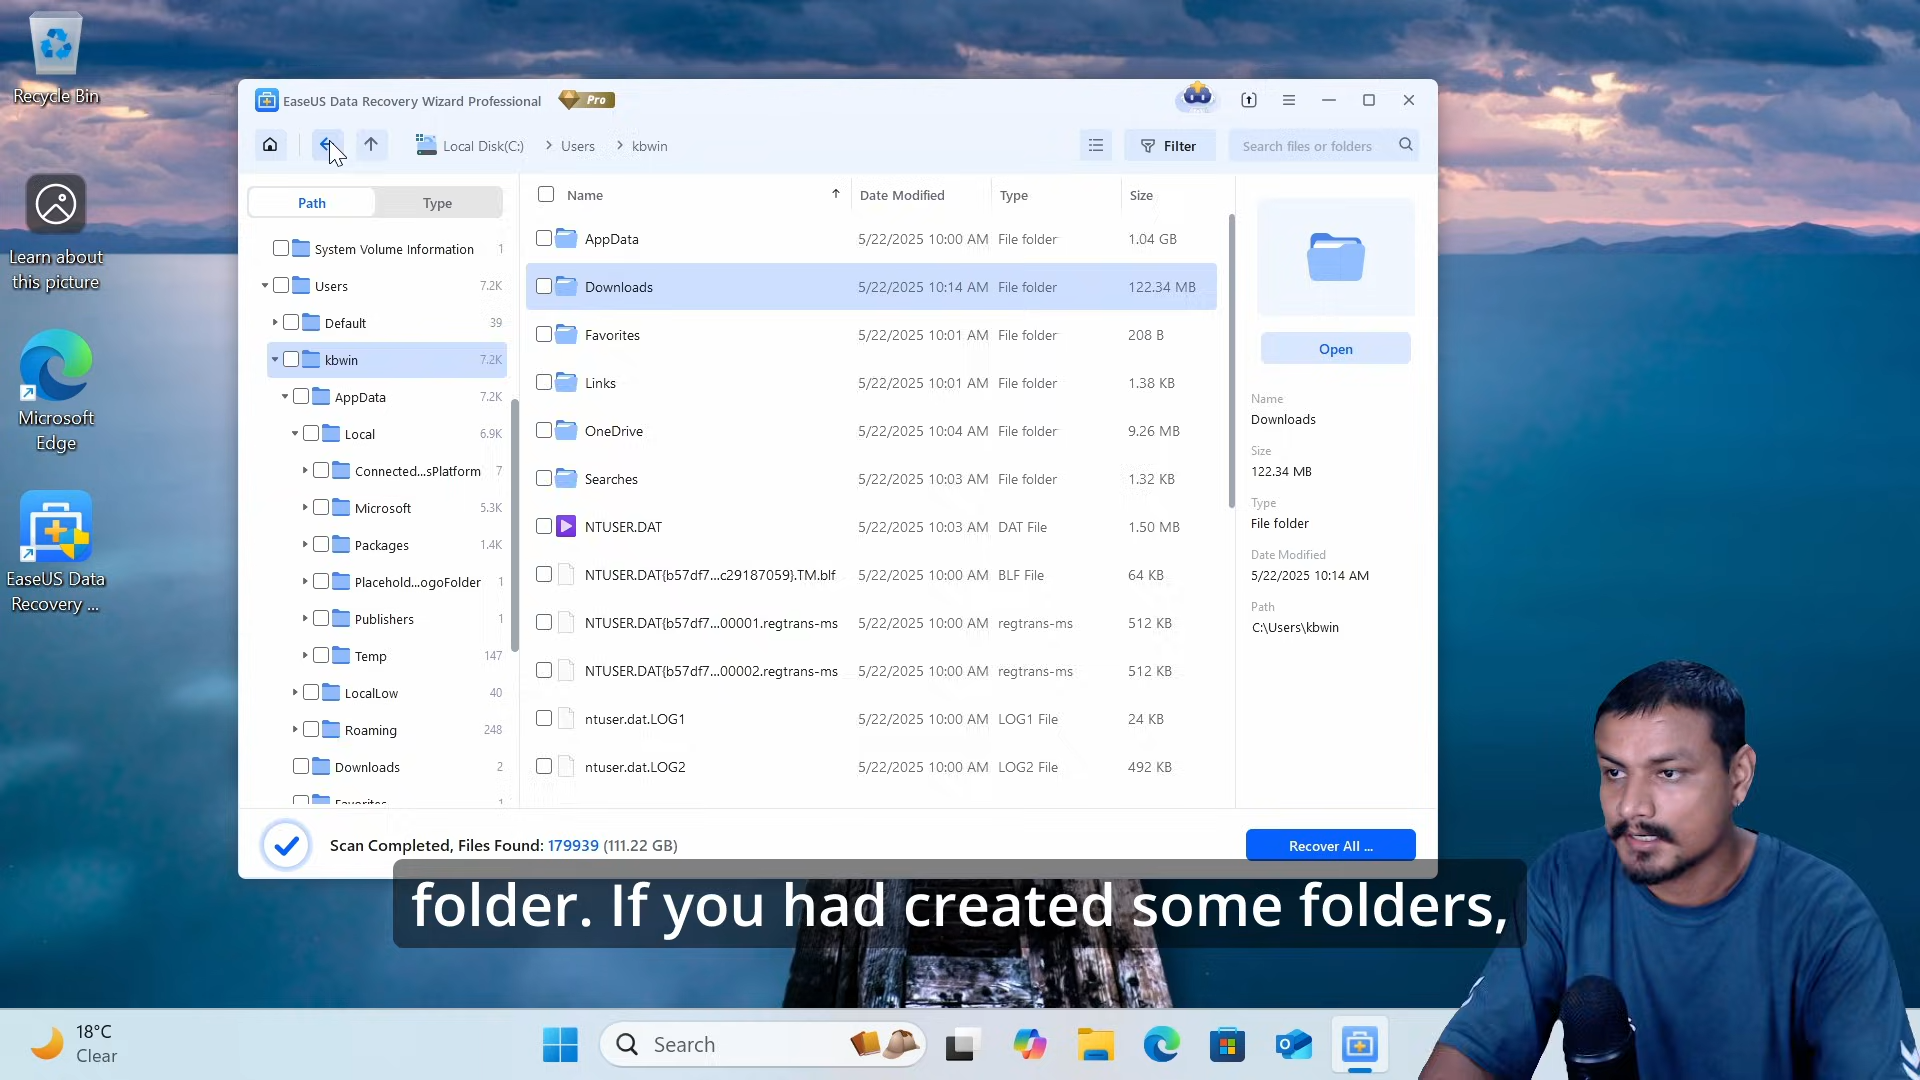 Recycle Bin
Learn about
this picture
Microsoft
Edge
EaseUS Data
Recovery ...
EaseUS Data Recovery Wizard Professional
Pro
Local Disk(C:) > Users > kbwin
Filter
Search files or folders
Path Type
System Volume Information 1
Users 7.2K
Default 39
kbwin 7.2K
AppData 7.2K
Local 6.9K
Connected...sPlatform 7
Microsoft 5.3K
Packages 1.4K
Placehold...ogoFolder 1
Publishers 1
Temp 147
LocalLow 40
Roaming 248
Downloads 2
Favorites 1
Name Date Modified Type Size
AppData 5/22/2025 10:00 AM File folder 1.04 GB
Downloads 5/22/2025 10:14 AM File folder 122.34 MB
Favorites 5/22/2025 10:01 AM File folder 208 B
Links 5/22/2025 10:01 AM File folder 1.38 KB
OneDrive 5/22/2025 10:04 AM File folder 9.26 MB
Searches 5/22/2025 10:03 AM File folder 1.32 KB
NTUSER.DAT 5/22/2025 10:03 AM DAT File 1.50 MB
NTUSER.DAT{b57df7...c29187059}.TM.blf 5/22/2025 10:00 AM BLF File 64 KB
NTUSER.DAT{b57df7...00001.regtrans-ms 5/22/2025 10:00 AM regtrans-ms 512 KB
NTUSER.DAT{b57df7...00002.regtrans-ms 5/22/2025 10:00 AM regtrans-ms 512 KB
ntuser.dat.LOG1 5/22/2025 10:00 AM LOG1 File 24 KB
ntuser.dat.LOG2 5/22/2025 10:00 AM LOG2 File 492 KB
Open
Name
Downloads
Size
122.34 MB
Type
File folder
Date Modified
5/22/2025 10:14 AM
Path
C:\Users\kbwin
Scan Completed, Files Found: 179939 (111.22 GB)
Recover All ...
folder. If you had created some folders,
18°C
Clear
Search